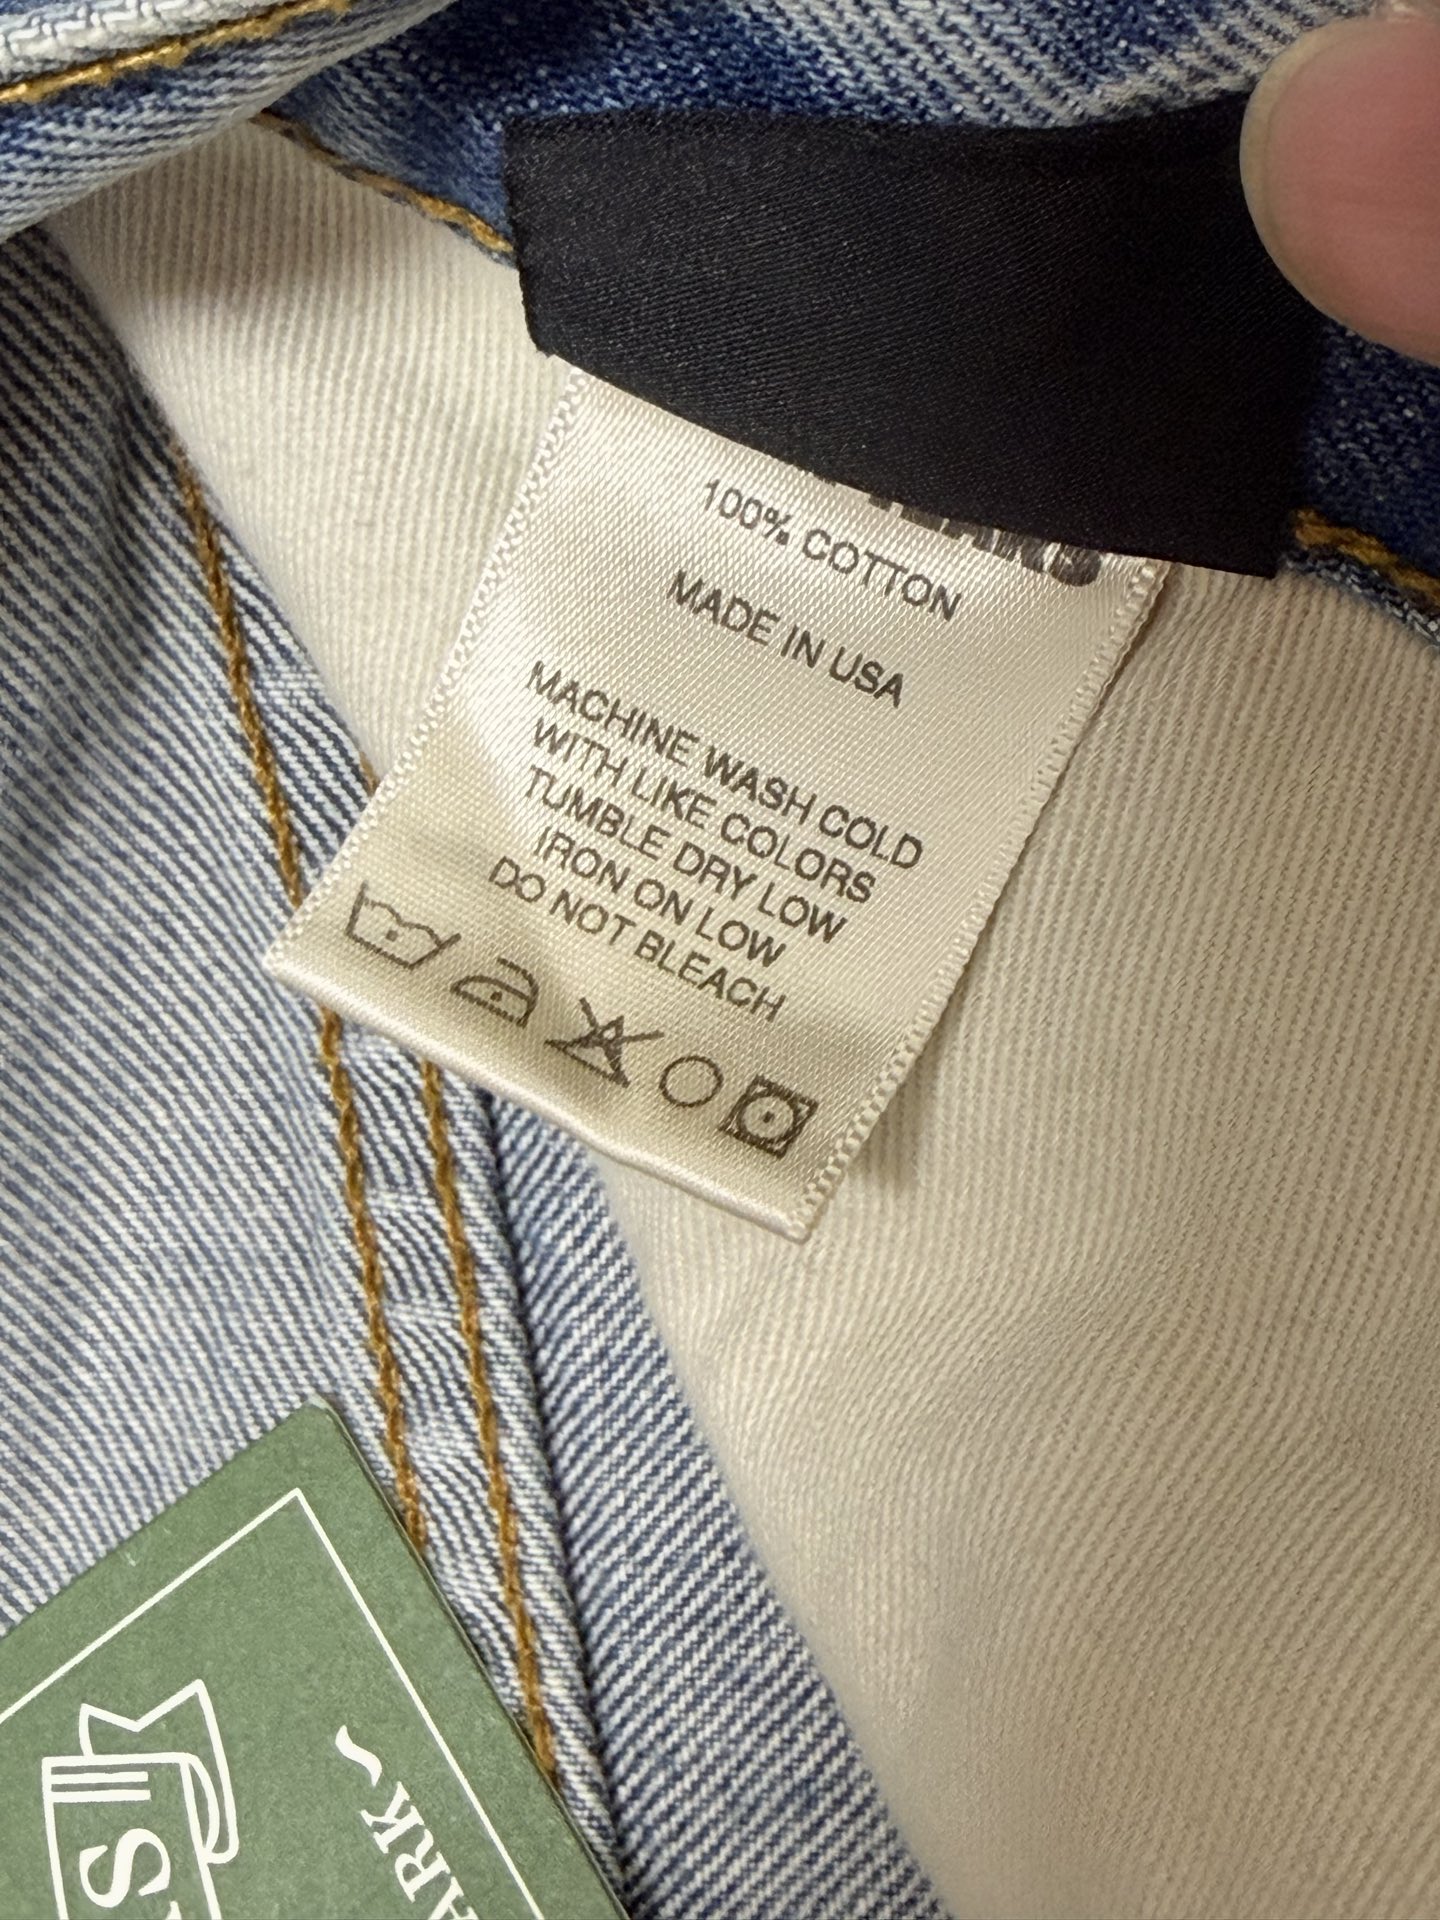 100% COTTON
MADE IN USA
MACHINE WASH COLD
WITH LIKE COLORS
TUMBLE DRY LOW
IRON ON LOW
DO NOT BLEACH